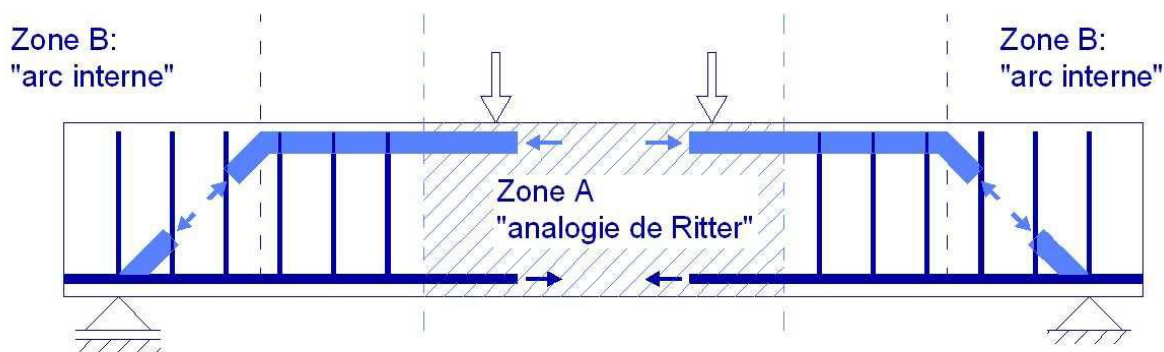 Zone B:
"arc interne"
Zone B:
"arc interne"
Zone A
"analogie de Ritter"